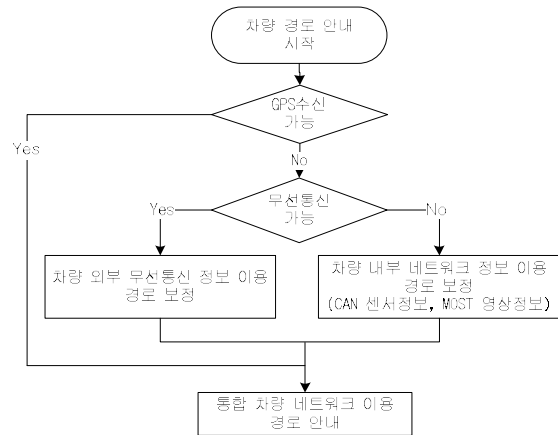 차량 경로 안내
시작
GPS수신
가능
Yes
No
무선통신
가능
Yes
No
차량 외부 무선통신 정보 이용
경로 보정
차량 내부 네트워크 정보 이용
경로 보정
(CAN 센서정보, MOST 영상정보)
통합 차량 네트워크 이용
경로 안내